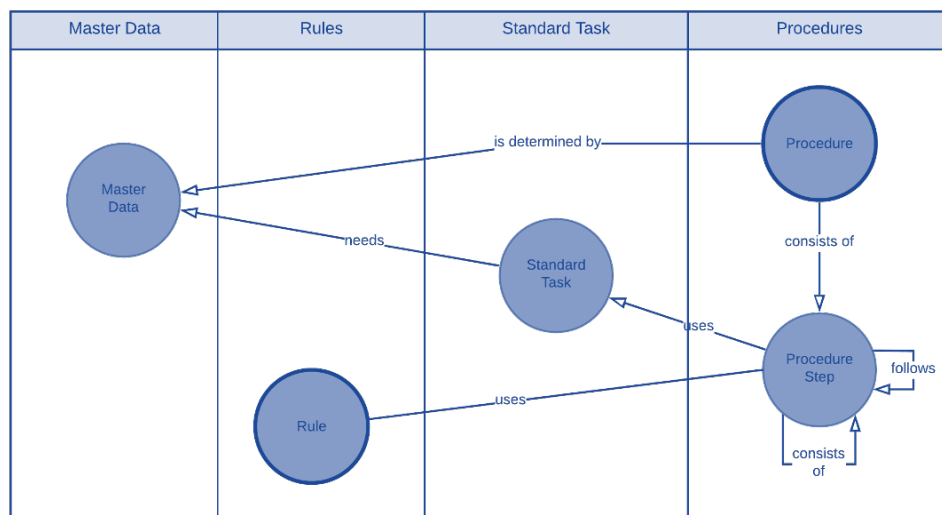 Master Data
Rules
Standard Task
Procedures
is determined by
Procedure
Master
Data
needs
consists of
Standard
Task
uses
Procedure
Step
follows
uses
Rule
consists
of